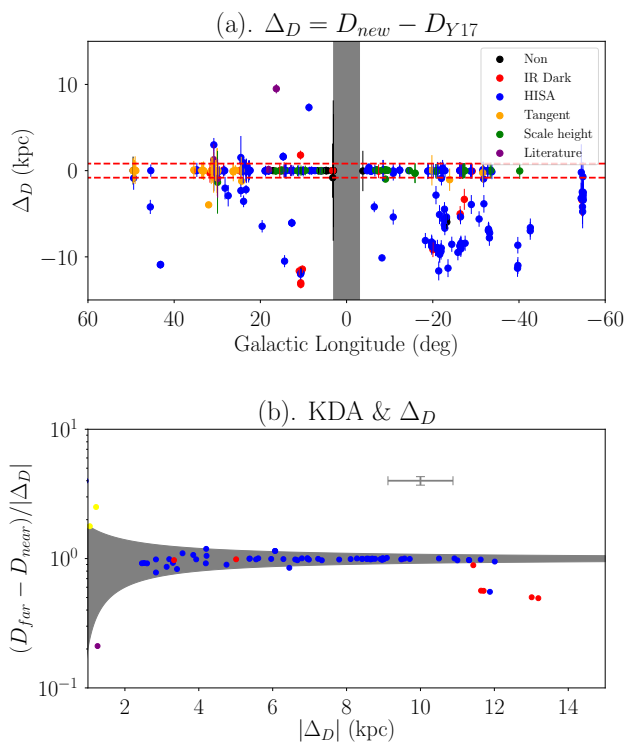 (a). Δ_D = D_new − D_Y17
Δ_D (kpc)
10
0
−10
Non
IR Dark
HISA
Tangent
Scale height
Literature
60 40 20 0 −20 −40 −60
Galactic Longitude (deg)
(b). KDA & Δ_D
(D_far − D_near)/|Δ_D|
10^1
10^0
10^−1
2 4 6 8 10 12 14
|Δ_D| (kpc)